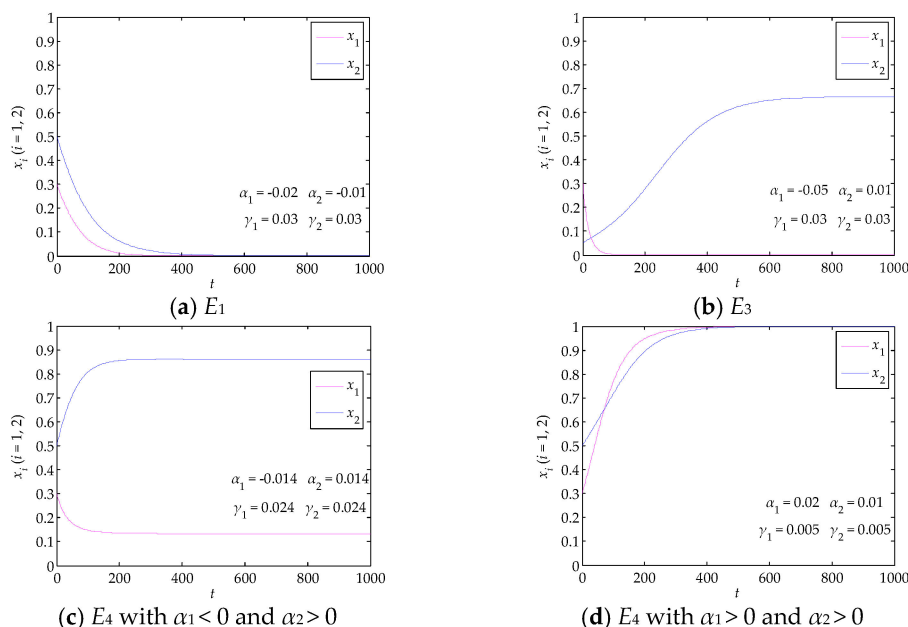 1
0.9
0.8
0.7
0.6
0.5
0.4
0.3
0.2
0.1
0
x_i (i = 1, 2)
x_1
x_2
α_1 = -0.02 α_2 = -0.01
γ_1 = 0.03 γ_2 = 0.03
0 200 400 600 800 1000
t
(a) E1
1
0.9
0.8
0.7
0.6
0.5
0.4
0.3
0.2
0.1
0
x_i (i = 1, 2)
x_1
x_2
α_1 = -0.05 α_2 = 0.01
γ_1 = 0.03 γ_2 = 0.03
0 200 400 600 800 1000
t
(b) E3
1
0.9
0.8
0.7
0.6
0.5
0.4
0.3
0.2
0.1
0
x_i (i = 1, 2)
x_1
x_2
α_1 = -0.014 α_2 = 0.014
γ_1 = 0.024 γ_2 = 0.024
0 200 400 600 800 1000
t
(c) E4 with α1 < 0 and α2 > 0
1
0.9
0.8
0.7
0.6
0.5
0.4
0.3
0.2
0.1
0
x_i (i = 1, 2)
x_1
x_2
α_1 = 0.02 α_2 = 0.01
γ_1 = 0.005 γ_2 = 0.005
0 200 400 600 800 1000
t
(d) E4 with α1 > 0 and α2 > 0